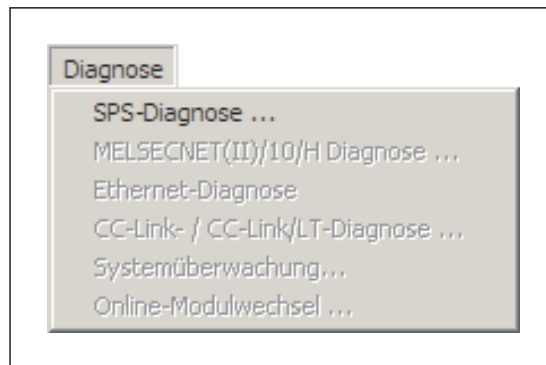 Diagnose
SPS-Diagnose ...
MELSECNET(II)/10/H Diagnose ...
Ethernet-Diagnose
CC-Link- / CC-Link/LT-Diagnose ...
Systemüberwachung...
Online-Modulwechsel ...